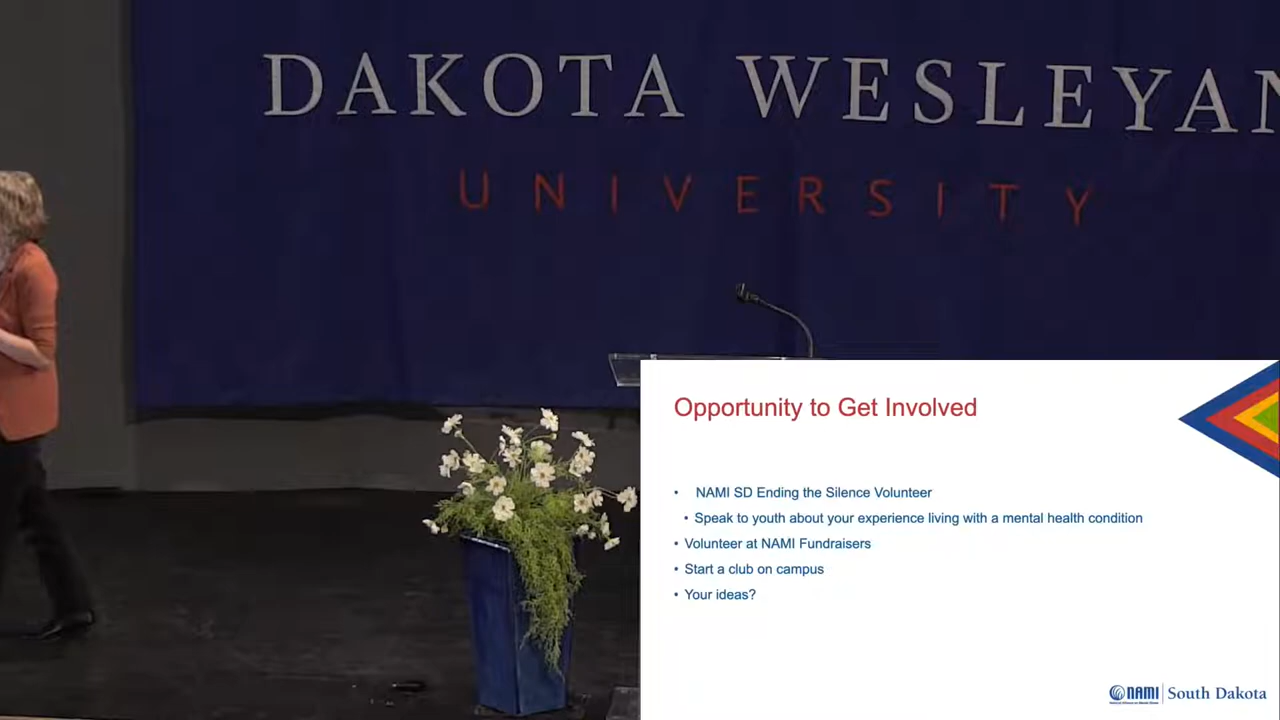 DAKOTA WESLEYAN
UNIVERSITY
Opportunity to Get Involved
• NAMI SD Ending the Silence Volunteer
• Speak to youth about your experience living with a mental health condition
• Volunteer at NAMI Fundraisers
• Start a club on campus
• Your ideas?
NAMI South Dakota